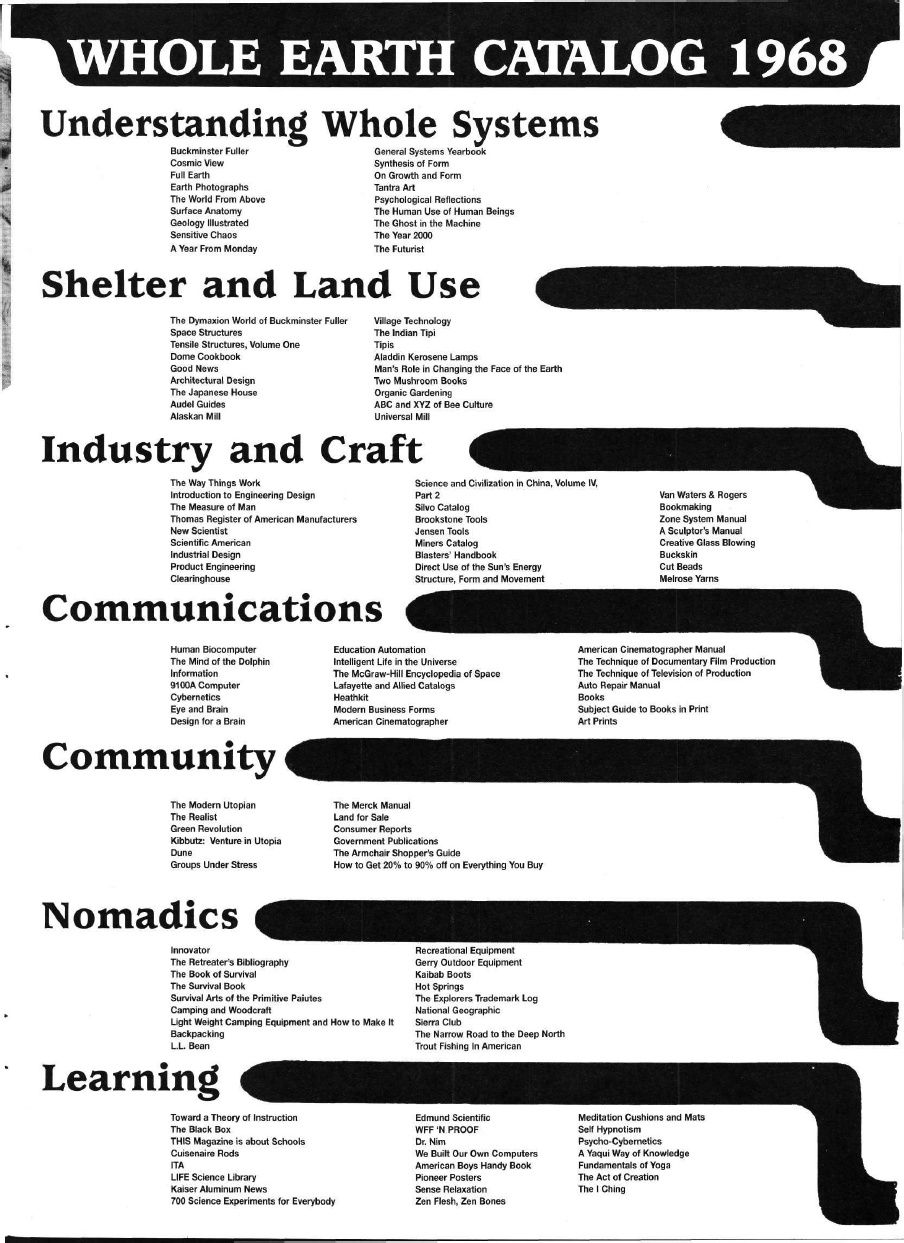 WHOLE EARTH CATALOG 1968
Understanding Whole Systems
Buckminster Fuller
Cosmic View
Full Earth
Earth Photographs
The World From Above
Surface Anatomy
Geology Illustrated
Sensitive Chaos
A Year From Monday
General Systems Yearbook
Synthesis of Form
On Growth and Form
Tantra Art
Psychological Reflections
The Human Use of Human Beings
The Ghost in the Machine
The Year 2000
The Futurist
Shelter and Land Use
The Dymaxion World of Buckminster Fuller
Space Structures
Tensile Structures, Volume One
Dome Cookbook
Good News
Architectural Design
The Japanese House
Audel Guides
Alaskan Mill
Village Technology
The Indian Tipi
Tipis
Aladdin Kerosene Lamps
Man's Role in Changing the Face of the Earth
Two Mushroom Books
Organic Gardening
ABC and XYZ of Bee Culture
Universal Mill
Industry and Craft
The Way Things Work
Introduction to Engineering Design
The Measure of Man
Thomas Register of American Manufacturers
New Scientist
Scientific American
Industrial Design
Product Engineering
Clearinghouse
Science and Civilization in China, Volume IV,
Part 2
Silvo Catalog
Brookstone Tools
Jensen Tools
Miners Catalog
Blasters' Handbook
Direct Use of the Sun's Energy
Structure, Form and Movement
Van Waters & Rogers
Bookmaking
Zone System Manual
A Sculptor's Manual
Creative Glass Blowing
Buckskin
Cut Beads
Melrose Yarns
Communications
Human Biocomputer
The Mind of the Dolphin
Information
9100A Computer
Cybernetics
Eye and Brain
Design for a Brain
Education Automation
Intelligent Life in the Universe
The McGraw-Hill Encyclopedia of Space
Lafayette and Allied Catalogs
Heathkit
Modern Business Forms
American Cinematographer
American Cinematographer Manual
The Technique of Documentary Film Production
The Technique of Television of Production
Auto Repair Manual
Books
Subject Guide to Books in Print
Art Prints
Community
The Modern Utopian
The Realist
Green Revolution
Kibbutz: Venture in Utopia
Dune
Groups Under Stress
The Merck Manual
Land for Sale
Consumer Reports
Government Publications
The Armchair Shopper's Guide
How to Get 20% to 90% off on Everything You Buy
Nomadics
Innovator
The Retreater's Bibliography
The Book of Survival
The Survival Book
Survival Arts of the Primitive Paiutes
Camping and Woodcraft
Light Weight Camping Equipment and How to Make It
Backpacking
L.L. Bean
Recreational Equipment
Gerry Outdoor Equipment
Kaibab Boots
Hot Springs
The Explorers Trademark Log
National Geographic
Sierra Club
The Narrow Road to the Deep North
Trout Fishing In American
Learning
Toward a Theory of Instruction
The Black Box
THIS Magazine is about Schools
Cuisenaire Rods
ITA
LIFE Science Library
Kaiser Aluminum News
700 Science Experiments for Everybody
Edmund Scientific
WFF 'N PROOF
Dr. Nim
We Built Our Own Computers
American Boys Handy Book
Pioneer Posters
Sense Relaxation
Zen Flesh, Zen Bones
Meditation Cushions and Mats
Self Hypnotism
Psycho-Cybernetics
A Yaqui Way of Knowledge
Fundamentals of Yoga
The Act of Creation
The I Ching